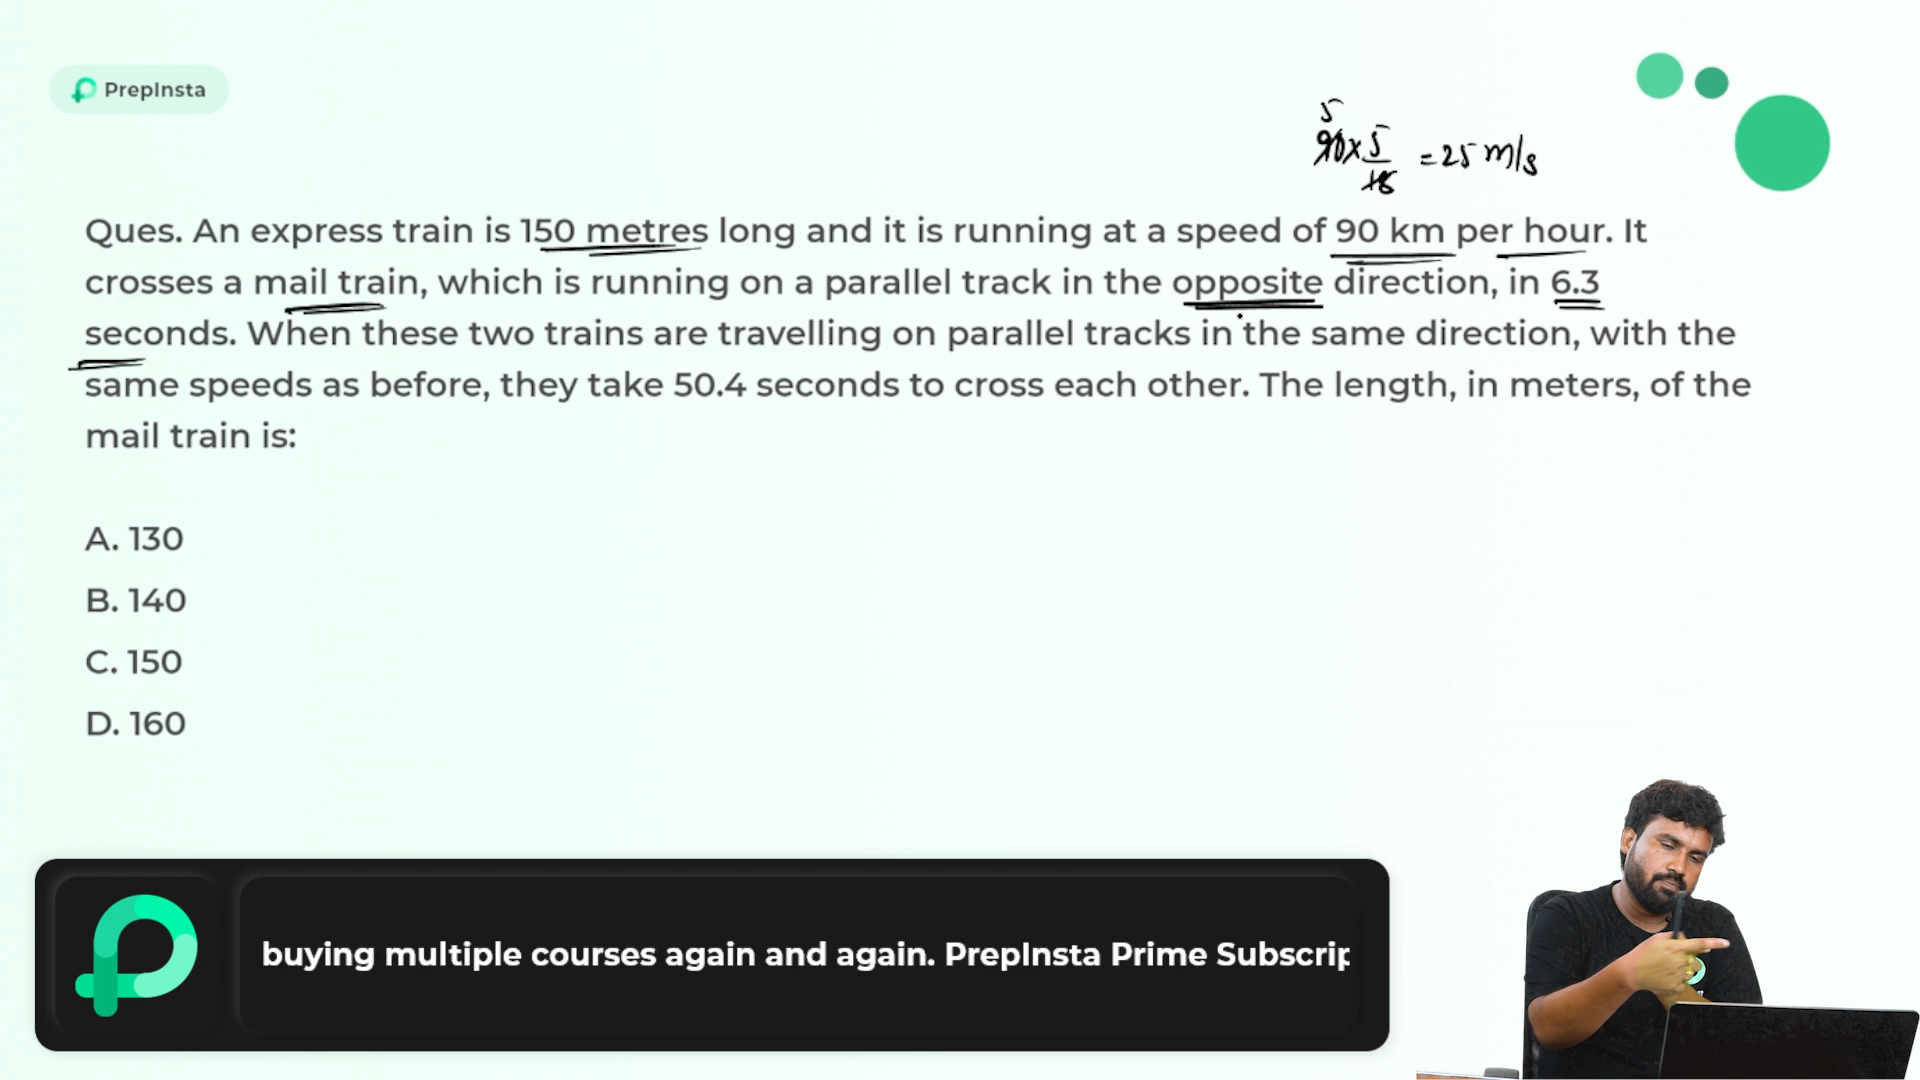 PrepInsta
5
90x5/18 = 25 m/s
Ques. An express train is 150 metres long and it is running at a speed of 90 km per hour. It
crosses a mail train, which is running on a parallel track in the opposite direction, in 6.3
seconds. When these two trains are travelling on parallel tracks in the same direction, with the
same speeds as before, they take 50.4 seconds to cross each other. The length, in meters, of the
mail train is:
A. 130
B. 140
C. 150
D. 160
buying multiple courses again and again. PrepInsta Prime Subscrip